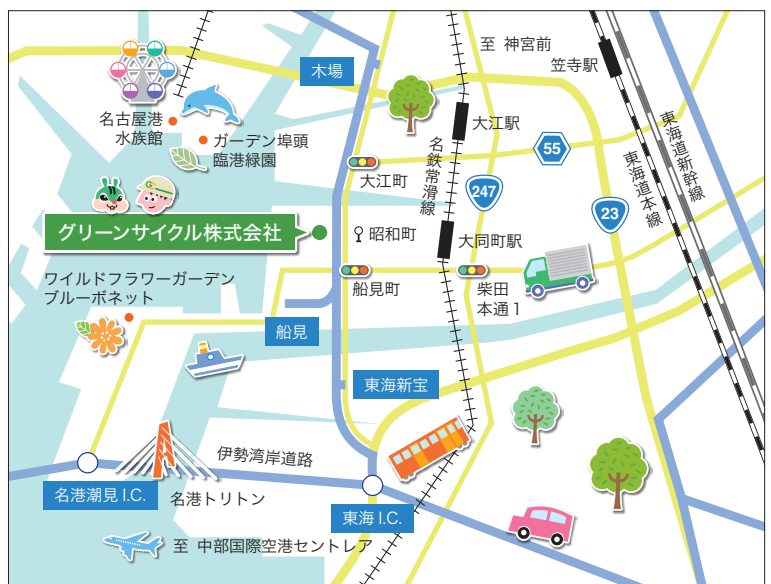 至 神宮前
笠寺駅
木場
名古屋港
水族館
ガーデン埠頭
臨港緑園
大江駅
55
大江町
名鉄常滑線
247
23
東海道本線
東海道新幹線
G
グリーンサイクル株式会社
昭和町
大同町駅
ワイルドフラワーガーデン
ブルーボネット
船見町
柴田
本通1
船見
東海新宝
伊勢湾岸道路
名港潮見 I.C.
名港トリトン
東海 I.C.
至 中部国際空港セントレア